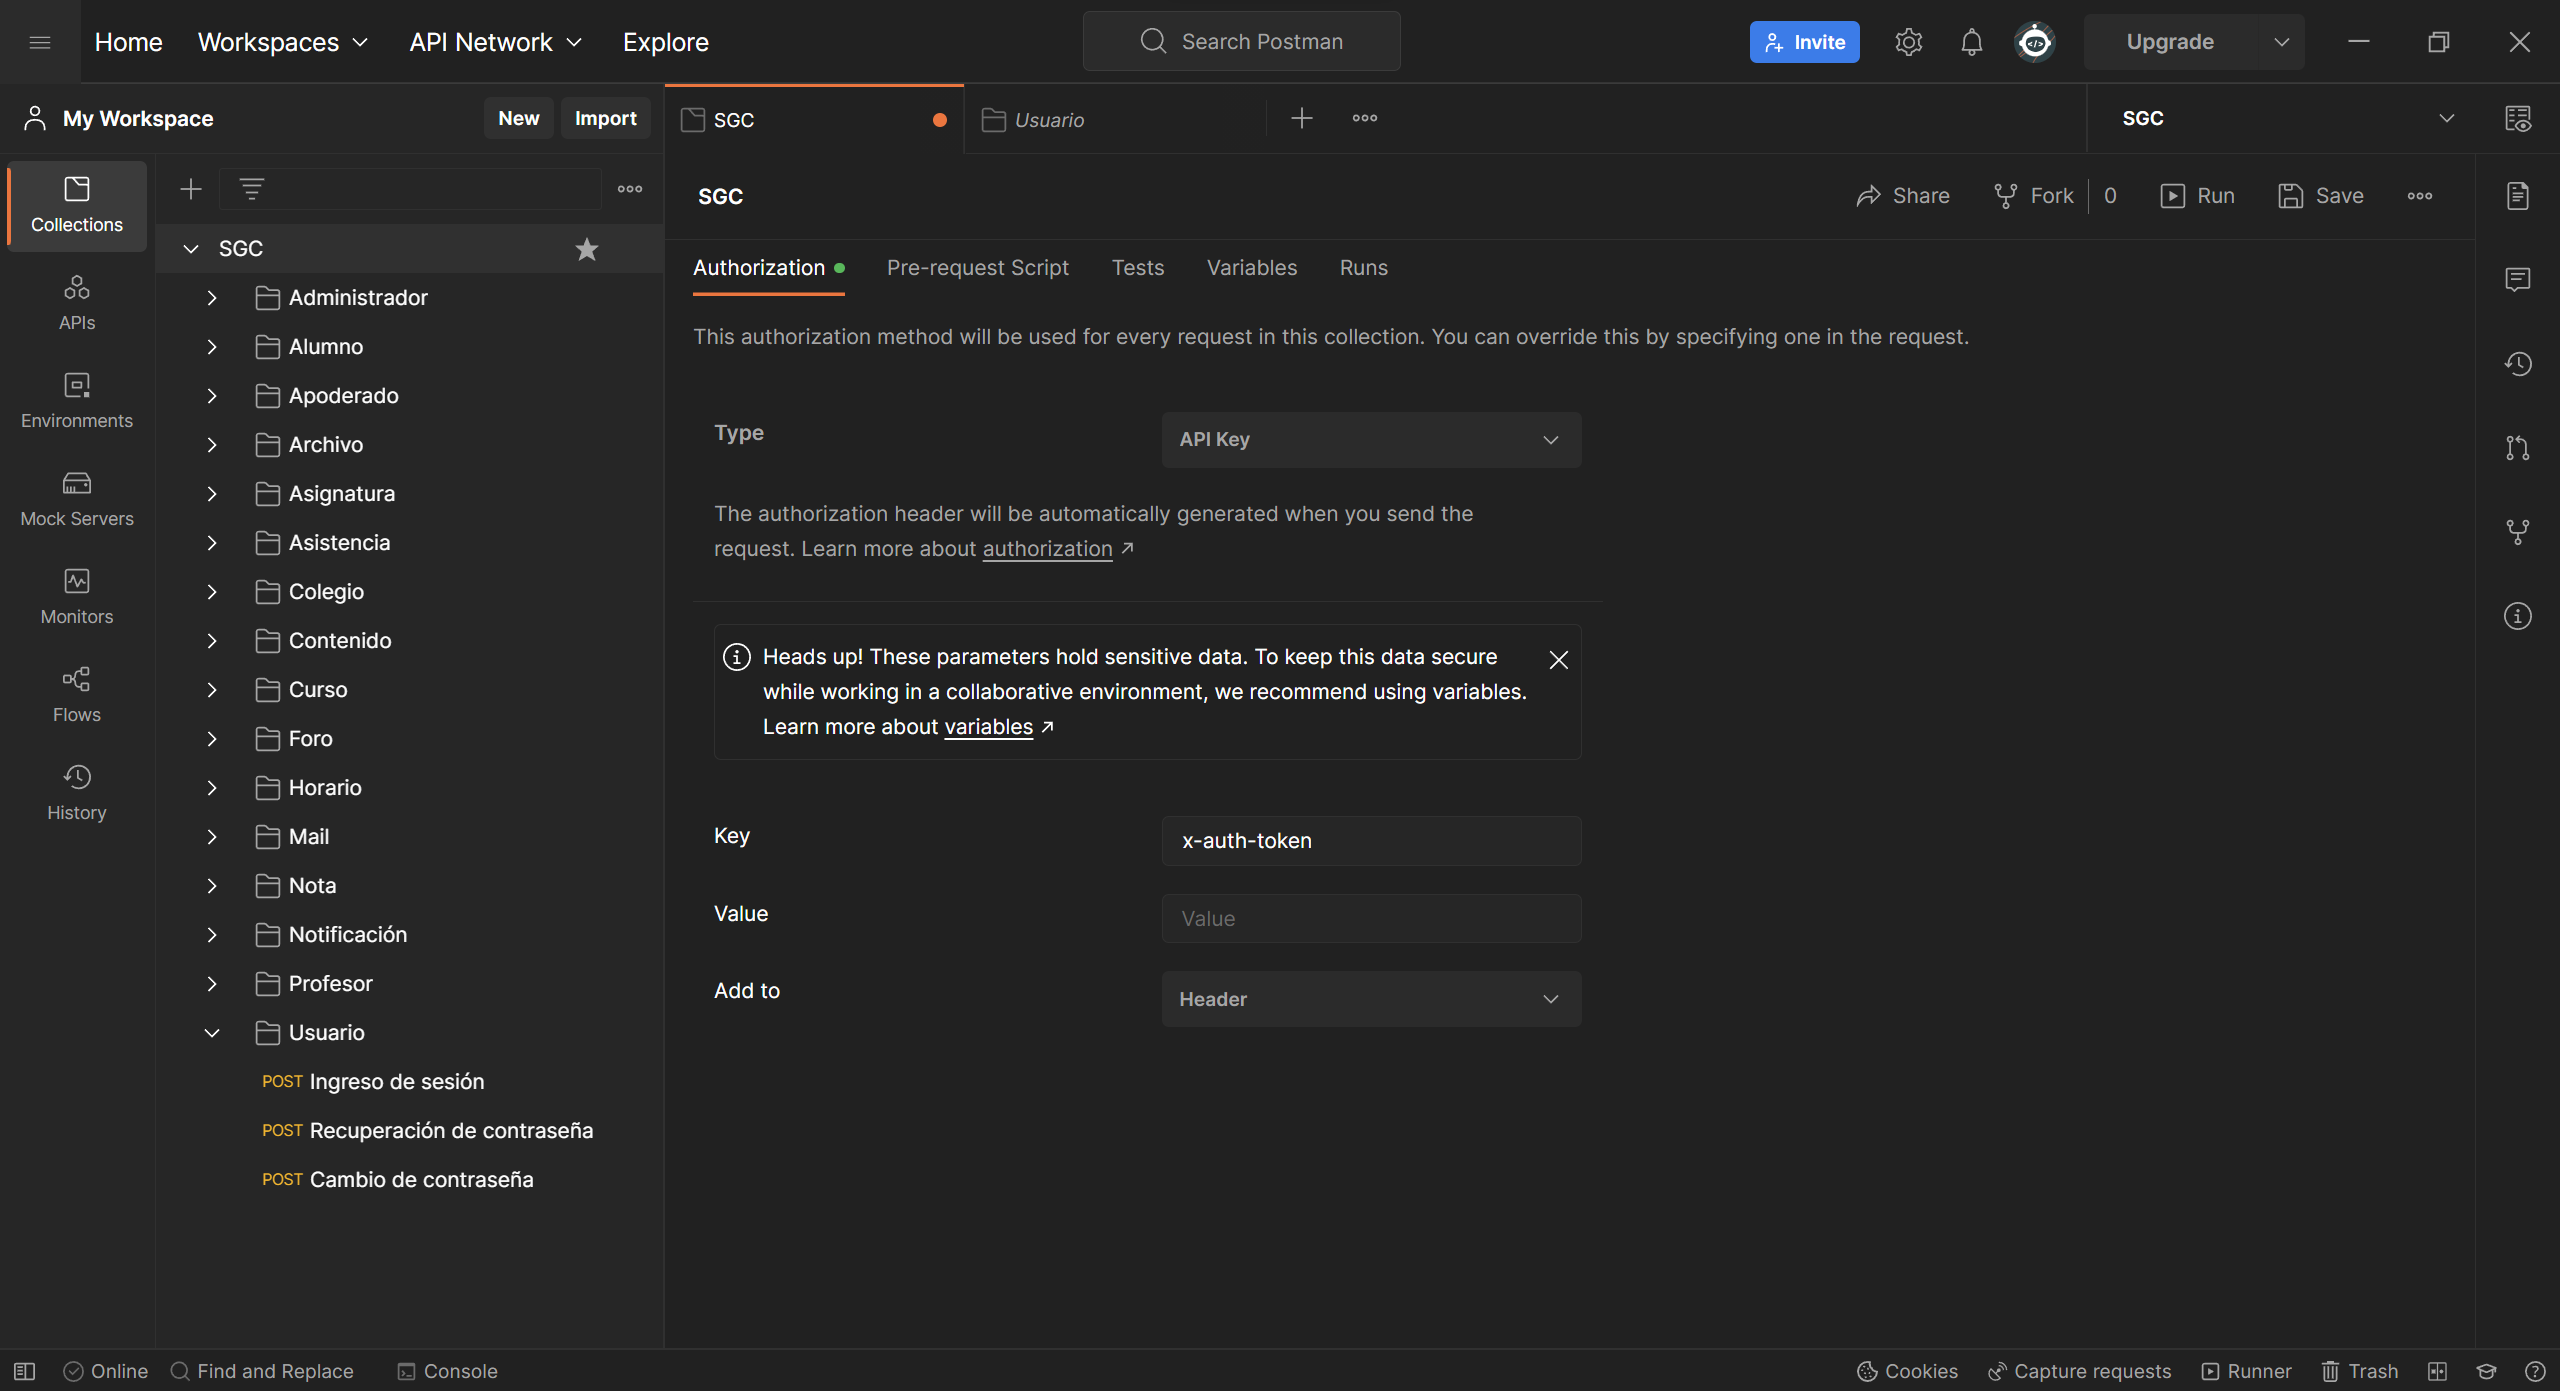 Home
Workspaces
API Network
Explore
Search Postman
Invite
Upgrade
My Workspace
New
Import
SGC
Usuario
SGC
Collections
APIs
Environments
Mock Servers
Monitors
Flows
History
SGC
Administrador
Alumno
Apoderado
Archivo
Asignatura
Asistencia
Colegio
Contenido
Curso
Foro
Horario
Mail
Nota
Notificación
Profesor
Usuario
POST Ingreso de sesión
POST Recuperación de contraseña
POST Cambio de contraseña
SGC
Share
Fork
0
Run
Save
Authorization
Pre-request Script
Tests
Variables
Runs
This authorization method will be used for every request in this collection. You can override this by specifying one in the request.
Type
API Key
The authorization header will be automatically generated when you send the
request. Learn more about authorization ↗
Heads up! These parameters hold sensitive data. To keep this data secure
while working in a collaborative environment, we recommend using variables.
Learn more about variables ↗
Key
x-auth-token
Value
Value
Add to
Header
Online
Find and Replace
Console
Cookies
Capture requests
Runner
Trash